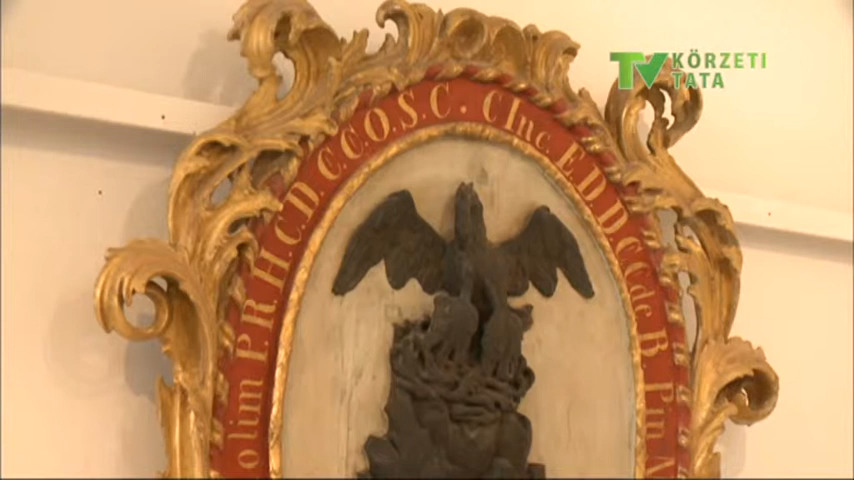 TV KÖRZETI
TATA
olim P.R.H.C.D.C.C.O.S.C. CInc.E.D.D.C.C.de B Pin